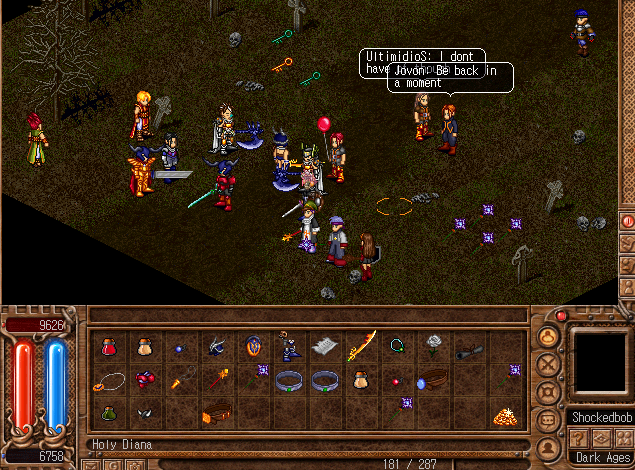 UltimidioS: I dont
have
Jovon: Be back in
a moment
9626
6758
Holy Diana
181 / 287
Shockedbob
Dark Ages